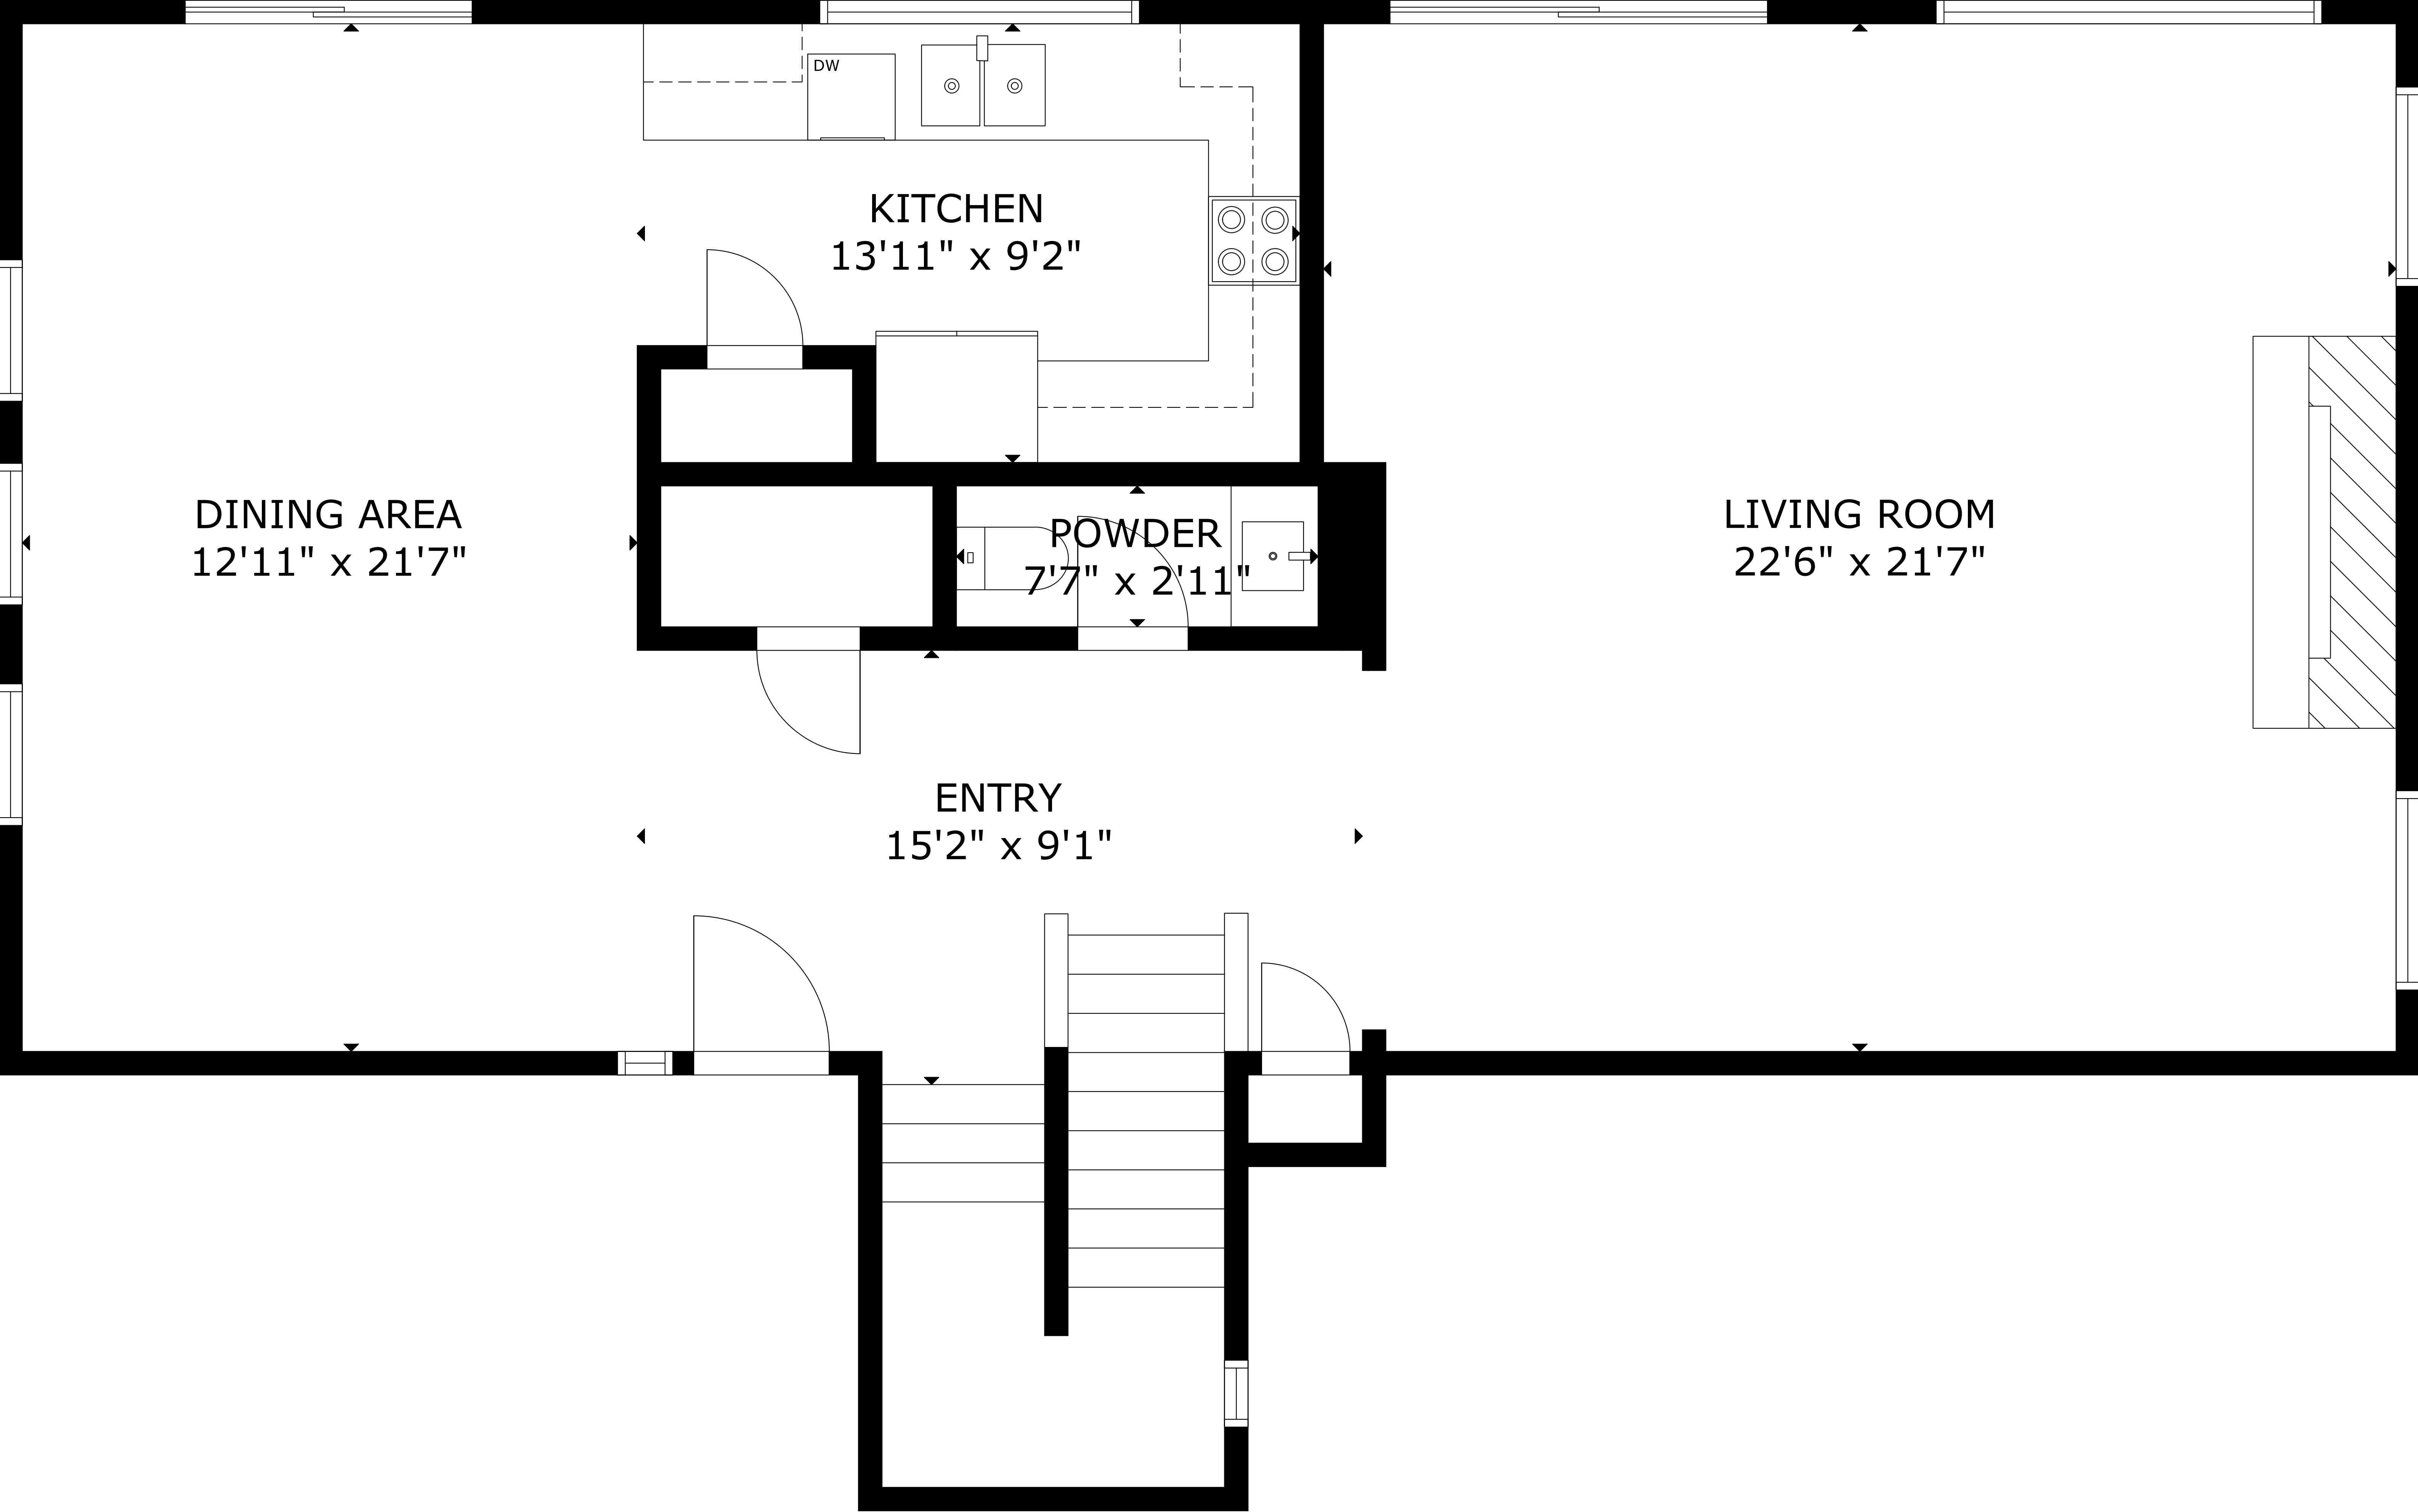 DW
KITCHEN
13'11" x 9'2"
DINING AREA
12'11" x 21'7"
POWDER
7'7" x 2'11"
LIVING ROOM
22'6" x 21'7"
ENTRY
15'2" x 9'1"